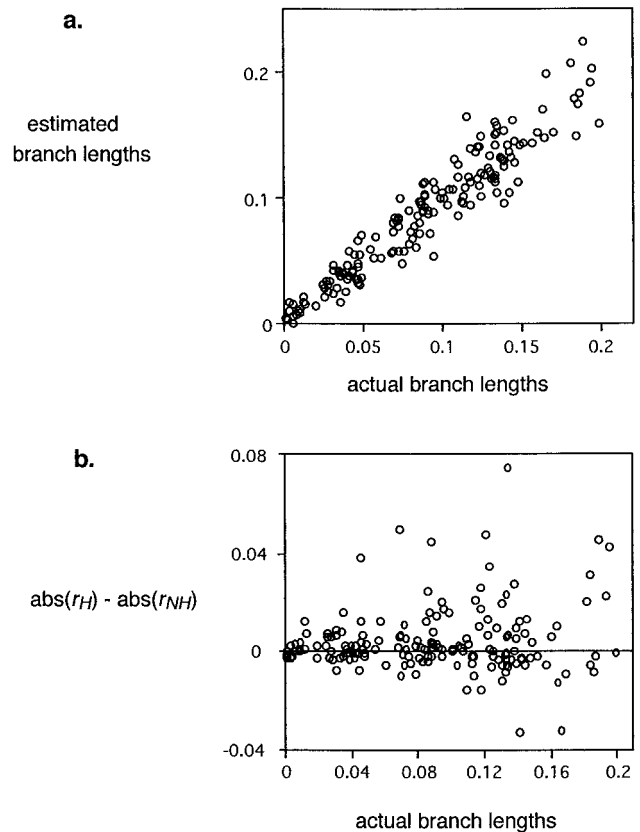 a.
estimated
branch lengths
0.2
0.1
0
0 0.05 0.1 0.15 0.2
actual branch lengths
b.
abs(rH) - abs(rNH)
0.08
0.04
0
-0.04
0 0.04 0.08 0.12 0.16 0.2
actual branch lengths